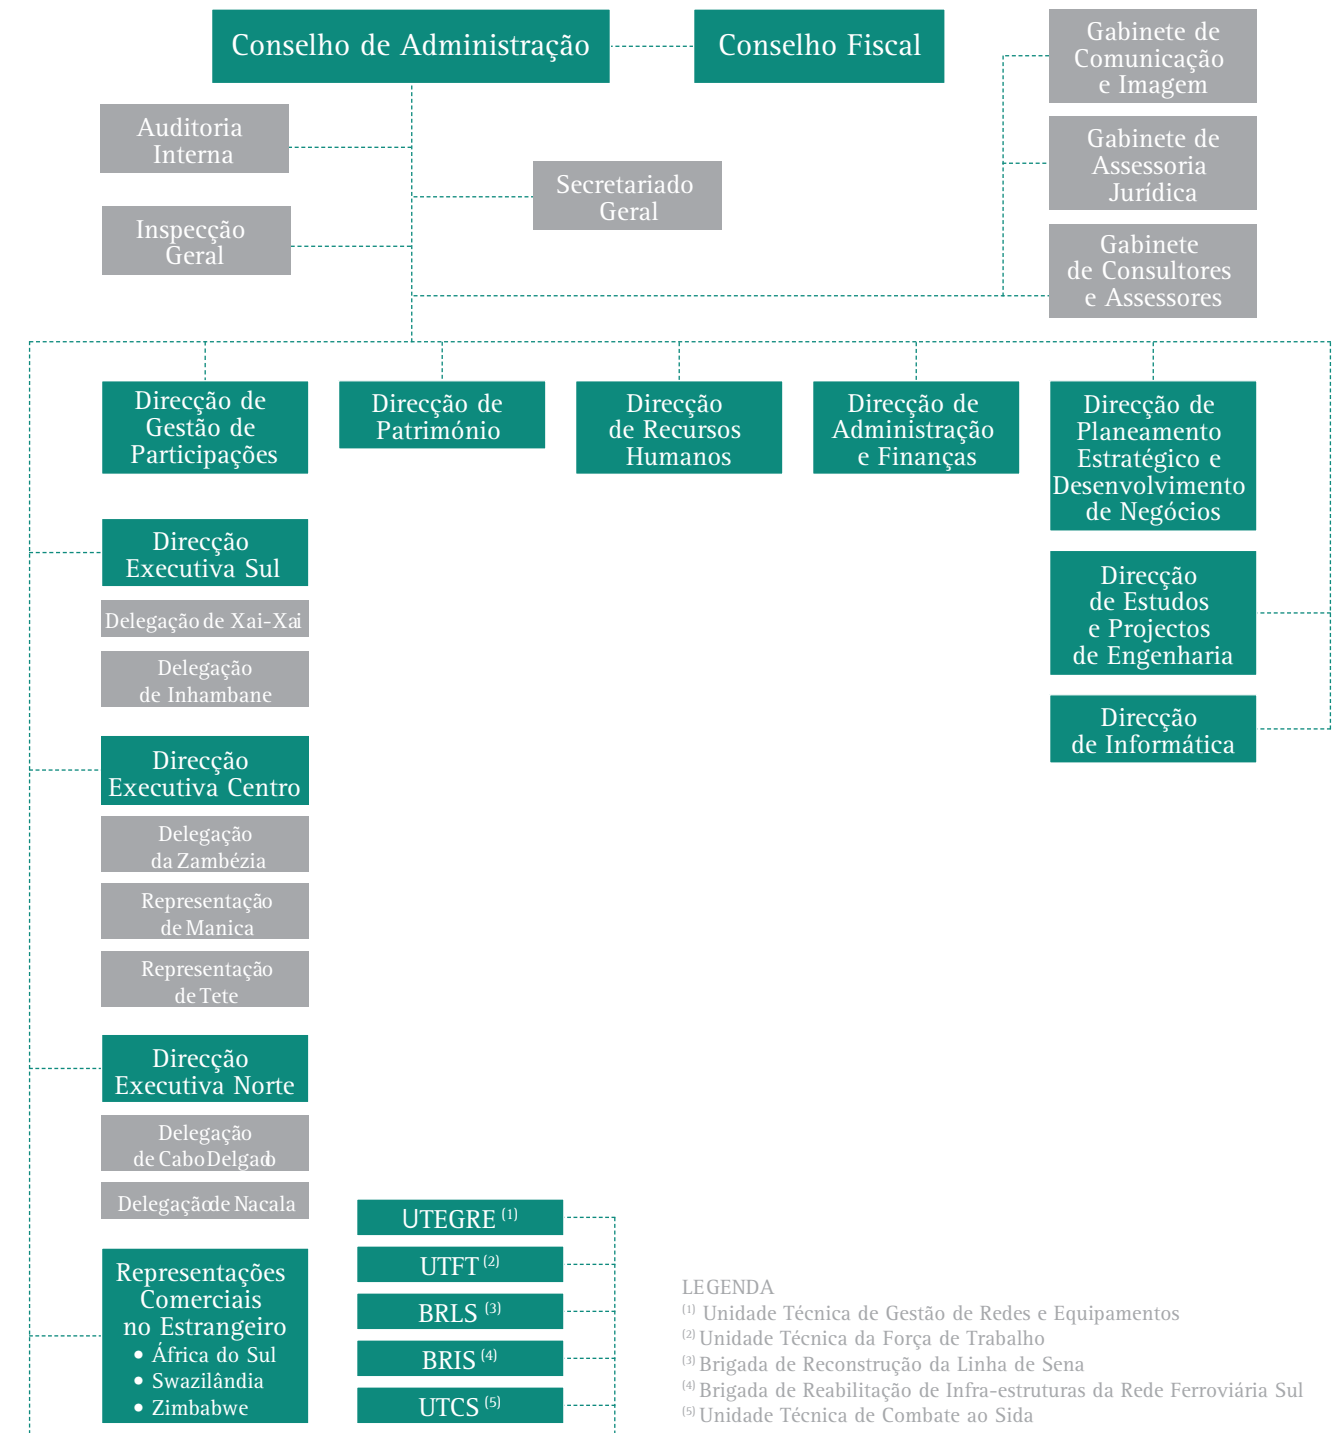 Conselho de Administração
Conselho Fiscal
Gabinete de
Comunicação
e Imagem
Auditoria
Interna
Gabinete de
Assessoria
Jurídica
Secretariado
Geral
Inspecção
Geral
Gabinete
de Consultores
e Assessores
Direcção de
Gestão de
Participações
Direcção de
Património
Direcção
de Recursos
Humanos
Direcção de
Administração
e Finanças
Direcção de
Planeamento
Estratégico e
Desenvolvimento
de Negócios
Direcção
Executiva Sul
Delegação de Xai-Xai
Delegação
de Inhambane
Direcção
de Estudos
e Projectos
de Engenharia
Direcção
de Informática
Direcção
Executiva Centro
Delegação
da Zambézia
Representação
de Manica
Representação
de Tete
Direcção
Executiva Norte
Delegação
de Cabo Delgado
Delegação de Nacala
Representações
Comerciais
no Estrangeiro
• África do Sul
• Swazilândia
• Zimbabwe
UTEGRE (1)
UTFT (2)
BRLS (3)
BRIS (4)
UTCS (5)
LEGENDA
(1) Unidade Técnica de Gestão de Redes e Equipamentos
(2) Unidade Técnica da Força de Trabalho
(3) Brigada de Reconstrução da Linha de Sena
(4) Brigada de Reabilitação de Infra-estruturas da Rede Ferroviária Sul
(5) Unidade Técnica de Combate ao Sida